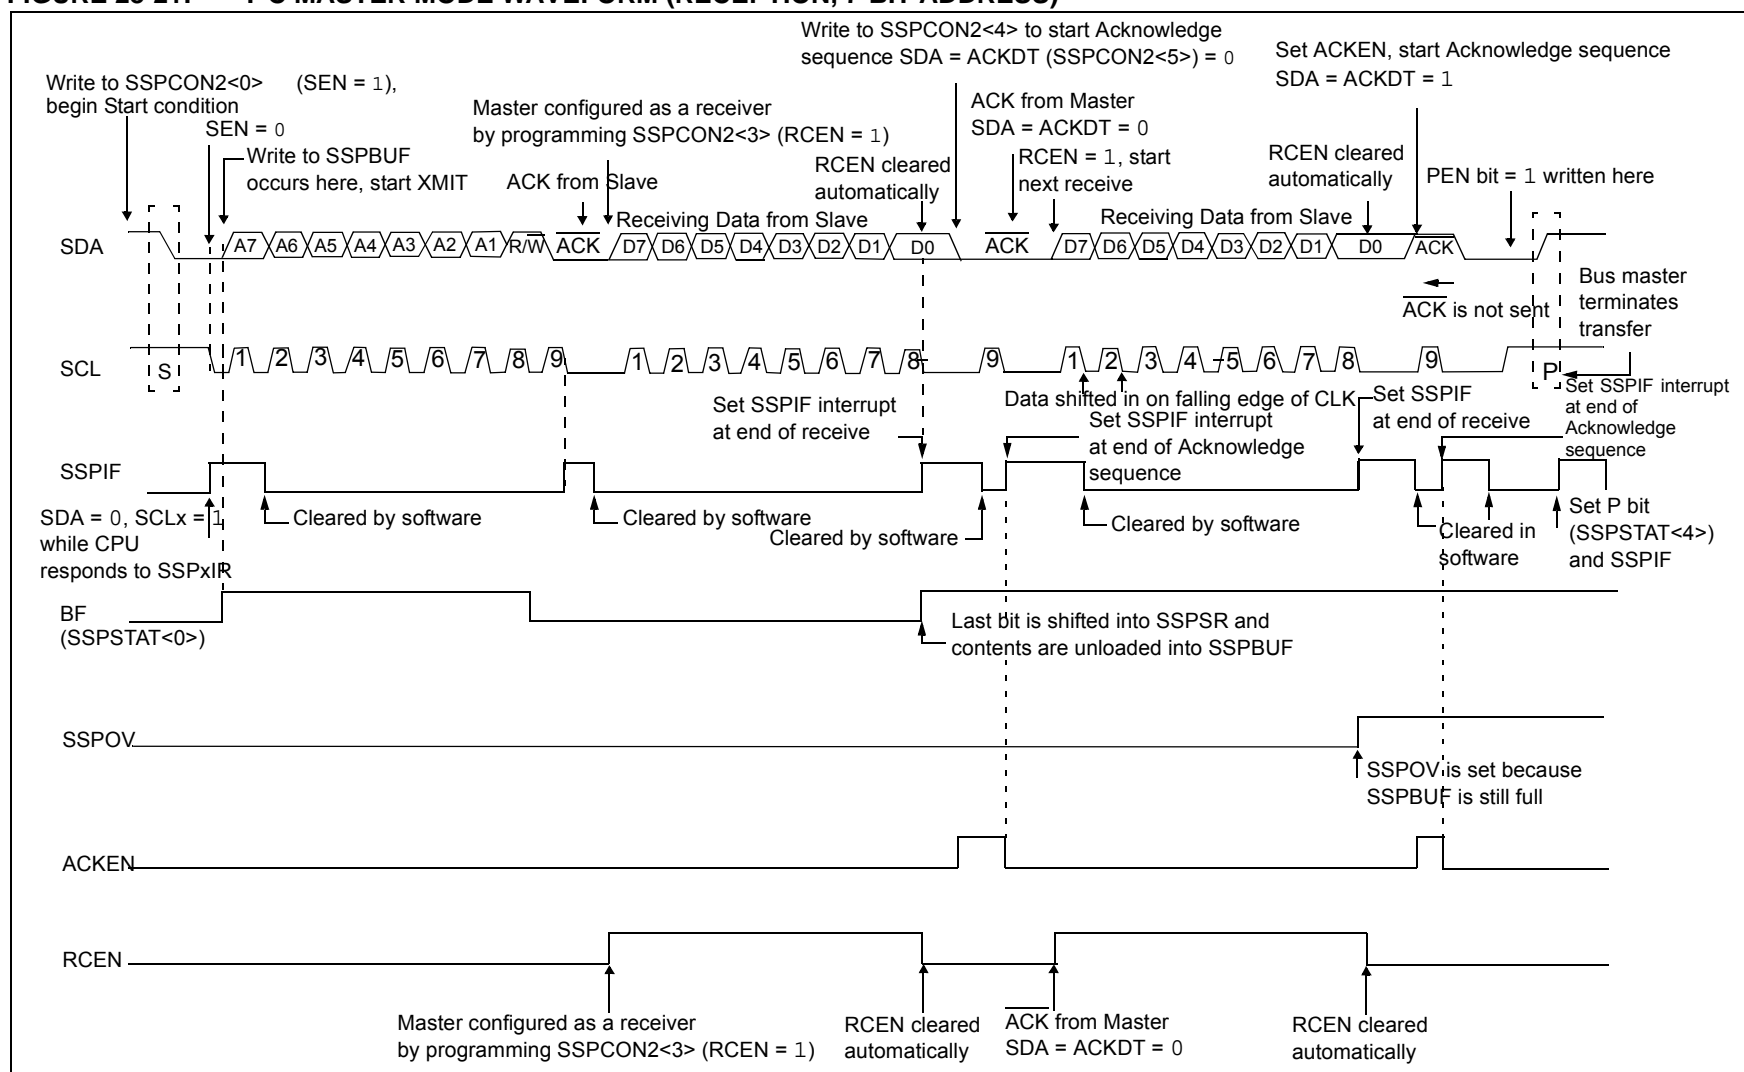 Write to SSPCON2<4> to start Acknowledge
sequence SDA = ACKDT (SSPCON2<5>) = 0
Set ACKEN, start Acknowledge sequence
SDA = ACKDT = 1
Write to SSPCON2<0> (SEN = 1),
begin Start condition
SEN = 0
Write to SSPBUF
occurs here, start XMIT
Master configured as a receiver
by programming SSPCON2<3> (RCEN = 1)
ACK from Slave
ACK from Master
SDA = ACKDT = 0
RCEN cleared
automatically
RCEN = 1, start
next receive
RCEN cleared
automatically
PEN bit = 1 written here
Receiving Data from Slave
Receiving Data from Slave
SDA
A7 A6 A5 A4 A3 A2 A1 R/W ACK D7 D6 D5 D4 D3 D2 D1 D0 ACK D7 D6 D5 D4 D3 D2 D1 D0 ACK
ACK is not sent
Bus master
terminates
transfer
SCL
S 1 2 3 4 5 6 7 8 9 1 2 3 4 5 6 7 8 9 1 2 3 4 5 6 7 8 9 P
Data shifted in on falling edge of CLK
Set SSPIF interrupt
at end of receive
Set SSPIF interrupt
at end of Acknowledge
sequence
Set SSPIF
at end of receive
Set SSPIF interrupt
at end of
Acknowledge
sequence
SSPIF
SDA = 0, SCLx = 1
while CPU
responds to SSPxIR
Cleared by software
Cleared by software
Cleared by software
Cleared by software
Cleared in
software
Set P bit
(SSPSTAT<4>)
and SSPIF
BF
(SSPSTAT<0>)
Last bit is shifted into SSPSR and
contents are unloaded into SSPBUF
SSPOV
SSPOV is set because
SSPBUF is still full
ACKEN
RCEN
Master configured as a receiver
by programming SSPCON2<3> (RCEN = 1)
RCEN cleared
automatically
ACK from Master
SDA = ACKDT = 0
RCEN cleared
automatically